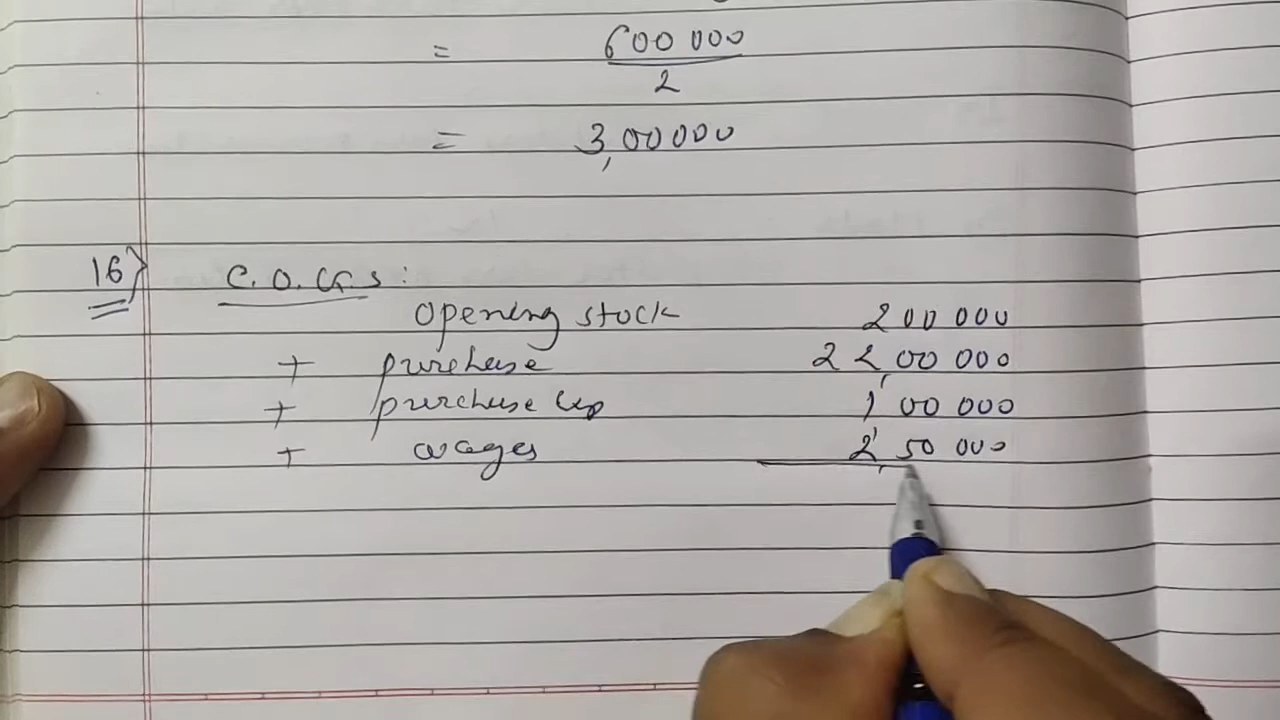 = 600 000
2
= 3,00000
16} C.O.G.S :
opening stock 200 000
+ purchase 22,00 000
+ purchase exp 1,00 000
+ wages 2,50 000